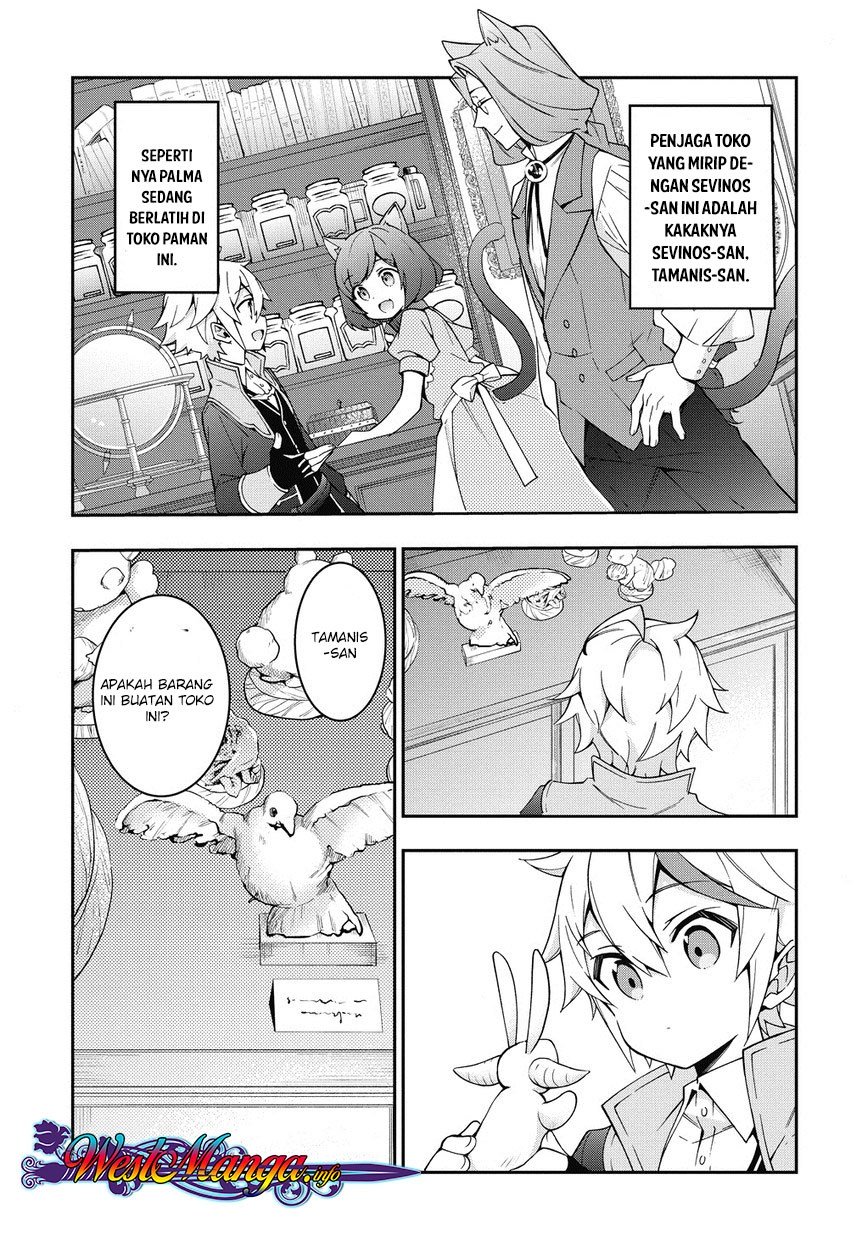 PENJAGA TOKO
YANG MIRIP DE-
NGAN SEVINOS
-SAN INI ADALAH
KAKAKNYA
SEVINOS-SAN,
TAMANIS-SAN.
SEPERTI
NYA PALMA
SEDANG
BERLATIH DI
TOKO PAMAN
INI.
TAMANIS
-SAN
APAKAH BARANG
INI BUATAN TOKO
INI?
WestManga.info